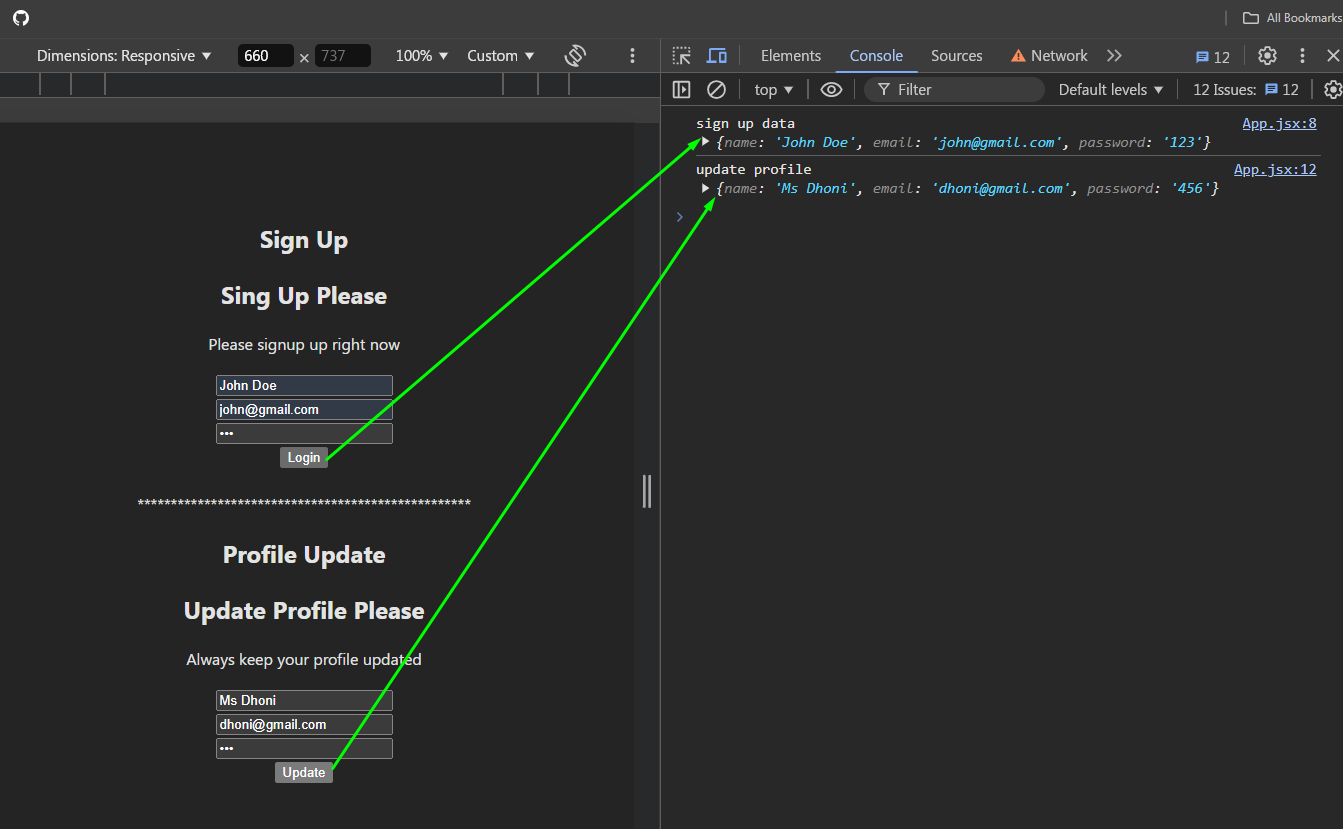 All Bookmarks
Dimensions: Responsive 660 × 737 100% Custom
Elements Console Sources Network 12
top Filter Default levels 12 Issues: 12
sign up data App.jsx:8
{name: 'John Doe', email: 'john@gmail.com', password: '123'}
update profile App.jsx:12
{name: 'Ms Dhoni', email: 'dhoni@gmail.com', password: '456'}
Sign Up
Sing Up Please
Please signup up right now
John Doe
john@gmail.com
•••
Login
**************************************************
Profile Update
Update Profile Please
Always keep your profile updated
Ms Dhoni
dhoni@gmail.com
•••
Update